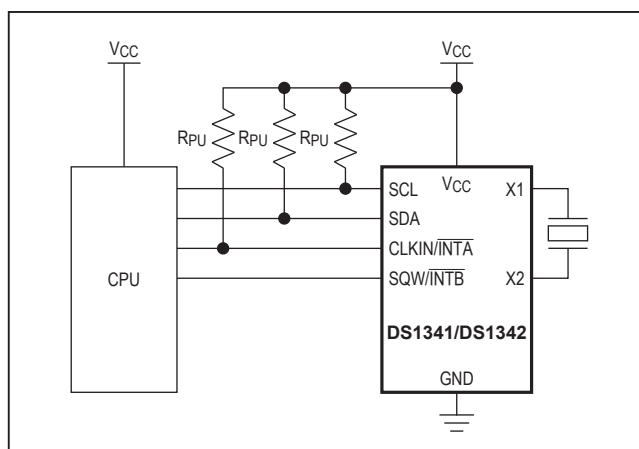 VCC
VCC
RPU
RPU
RPU
CPU
SCL
VCC
X1
SDA
CLKIN/INTA
SQW/INTB
X2
DS1341/DS1342
GND